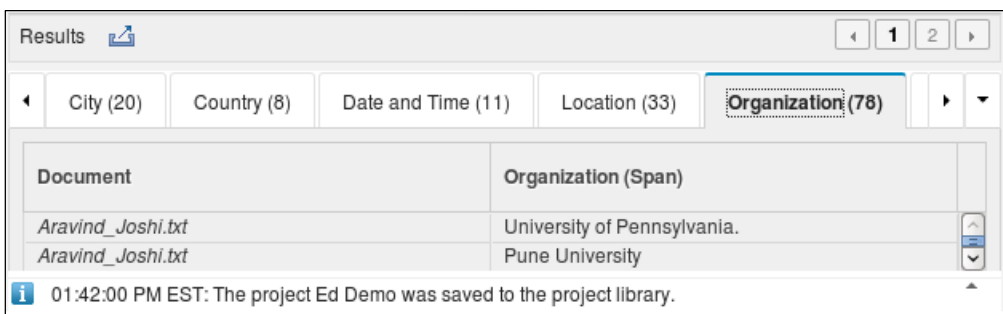 Results 1 2
City (20) Country (8) Date and Time (11) Location (33) Organization (78)
Document Organization (Span)
Aravind_Joshi.txt University of Pennsylvania.
Aravind_Joshi.txt Pune University
01:42:00 PM EST: The project Ed Demo was saved to the project library.